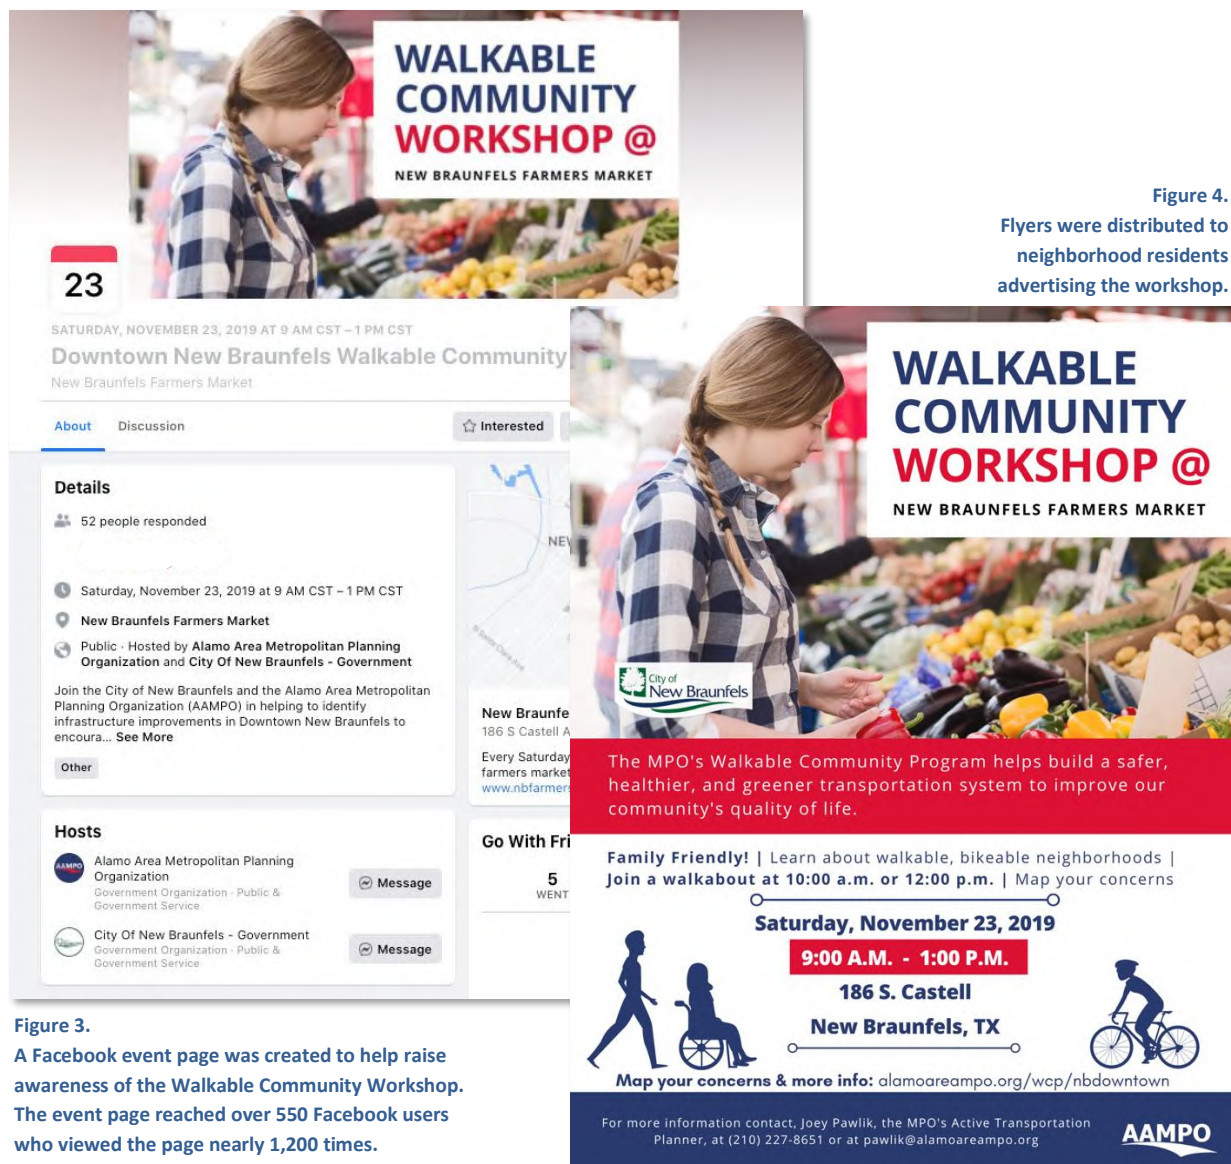 WALKABLE
COMMUNITY
WORKSHOP @
NEW BRAUNFELS FARMERS MARKET
23
SATURDAY, NOVEMBER 23, 2019 AT 9 AM CST – 1 PM CST
Downtown New Braunfels Walkable Community
New Braunfels Farmers Market
About Discussion
Interested
Details
52 people responded
Saturday, November 23, 2019 at 9 AM CST – 1 PM CST
New Braunfels Farmers Market
Public · Hosted by Alamo Area Metropolitan Planning
Organization and City Of New Braunfels - Government
Join the City of New Braunfels and the Alamo Area Metropolitan
Planning Organization (AAMPO) in helping to identify
infrastructure improvements in Downtown New Braunfels to
encoura... See More
Other
Hosts
AAMPO
Alamo Area Metropolitan Planning
Organization
Government Organization · Public &
Government Service
Message
City Of New Braunfels - Government
Government Organization · Public &
Government Service
Message
NEW
New Braunfe
186 S Castell A
Every Saturday
farmers market
www.nbfarmers
Go With Fri
5
WENT
Figure 3.
A Facebook event page was created to help raise
awareness of the Walkable Community Workshop.
The event page reached over 550 Facebook users
who viewed the page nearly 1,200 times.
Figure 4.
Flyers were distributed to
neighborhood residents
advertising the workshop.
WALKABLE
COMMUNITY
WORKSHOP @
NEW BRAUNFELS FARMERS MARKET
City of
New Braunfels
The MPO's Walkable Community Program helps build a safer,
healthier, and greener transportation system to improve our
community's quality of life.
Family Friendly! | Learn about walkable, bikeable neighborhoods |
Join a walkabout at 10:00 a.m. or 12:00 p.m. | Map your concerns
Saturday, November 23, 2019
9:00 A.M. - 1:00 P.M.
186 S. Castell
New Braunfels, TX
Map your concerns & more info: alamoareampo.org/wcp/nbdowntown
For more information contact, Joey Pawlik, the MPO's Active Transportation
Planner, at (210) 227-8651 or at pawlik@alamoareampo.org
AAMPO